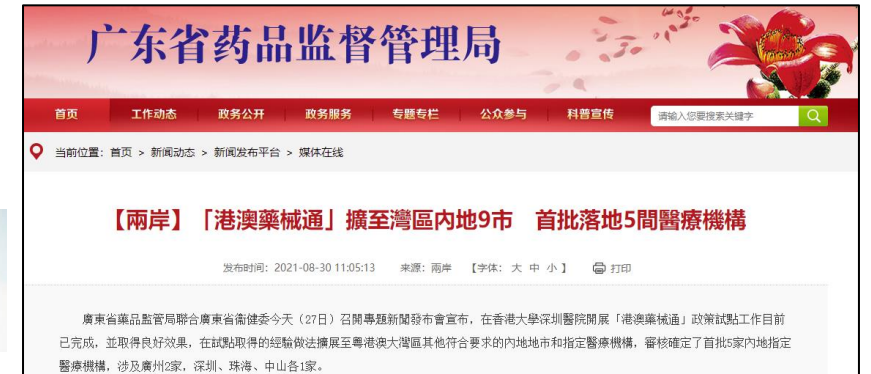 广东省药品监督管理局
首页 工作动态 政务公开 政务服务 专题专栏 公众参与 科普宣传 请输入您要搜索关键字
当前位置：首页 > 新闻动态 > 新闻发布平台 > 媒体在线
【兩岸】「港澳藥械通」擴至灣區内地9市 首批落地5間醫療機構
发布时间：2021-08-30 11:05:13 来源：兩岸 【字体：大 中 小】 打印
廣東省藥品監管局聯合廣東省衞健委今天（27日）召開專題新聞發布會宣布，在香港大學深圳醫院開展「港澳藥械通」政策試點工作目前
已完成，並取得良好效果，在試點取得的經驗做法擴展至粵港澳大灣區其他符合要求的内地地市和指定醫療機構，審核確定了首批5家内地指定
醫療機構，涉及廣州2家，深圳、珠海、中山各1家。